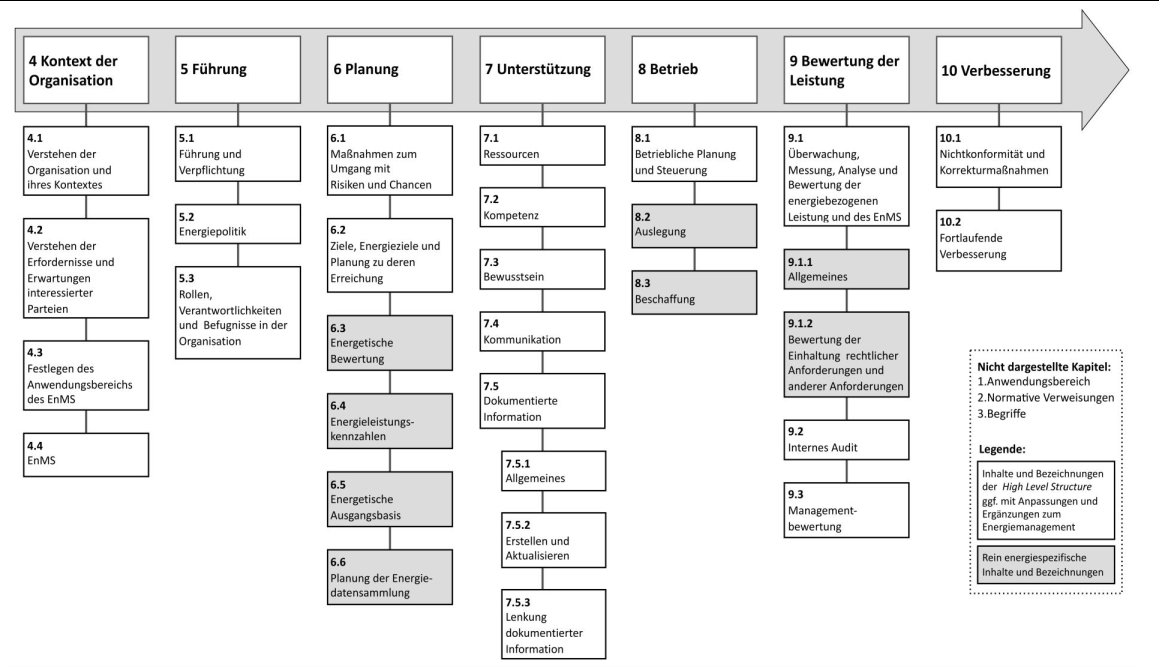 4 Kontext der
Organisation
5 Führung
6 Planung
7 Unterstützung
8 Betrieb
9 Bewertung der
Leistung
10 Verbesserung
4.1
Verstehen der
Organisation und
ihres Kontextes
4.2
Verstehen der
Erfordernisse und
Erwartungen
interessierter
Parteien
4.3
Festlegen des
Anwendungsbereichs
des EnMS
4.4
EnMS
5.1
Führung und
Verpflichtung
5.2
Energiepolitik
5.3
Rollen,
Verantwortlichkeiten
und Befugnisse in der
Organisation
6.1
Maßnahmen zum
Umgang mit
Risiken und Chancen
6.2
Ziele, Energieziele und
Planung zu deren
Erreichung
6.3
Energetische
Bewertung
6.4
Energieleistungs-
kennzahlen
6.5
Energetische
Ausgangsbasis
6.6
Planung der Energie-
datensammlung
7.1
Ressourcen
7.2
Kompetenz
7.3
Bewusstsein
7.4
Kommunikation
7.5
Dokumentierte
Information
7.5.1
Allgemeines
7.5.2
Erstellen und
Aktualisieren
7.5.3
Lenkung
dokumentierter
Information
8.1
Betriebliche Planung
und Steuerung
8.2
Auslegung
8.3
Beschaffung
9.1
Überwachung,
Messung, Analyse und
Bewertung der
energiebezogenen
Leistung und des EnMS
9.1.1
Allgemeines
9.1.2
Bewertung der
Einhaltung rechtlicher
Anforderungen und
anderer Anforderungen
9.2
Internes Audit
9.3
Management-
bewertung
10.1
Nichtkonformität und
Korrekturmaßnahmen
10.2
Fortlaufende
Verbesserung
Nicht dargestellte Kapitel:
1.Anwendungsbereich
2.Normative Verweisungen
3.Begriffe
Legende:
Inhalte und Bezeichnungen
der High Level Structure
ggf. mit Anpassungen und
Ergänzungen zum
Energiemanagement
Rein energiespezifische
Inhalte und Bezeichnungen